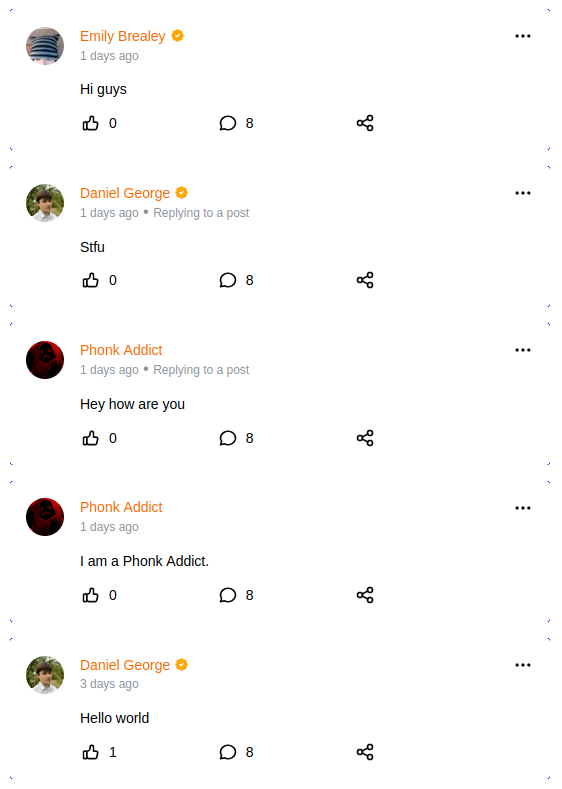 Emily Brealey
1 days ago
Hi guys
0 8
Daniel George
1 days ago • Replying to a post
Stfu
0 8
Phonk Addict
1 days ago • Replying to a post
Hey how are you
0 8
Phonk Addict
1 days ago
I am a Phonk Addict.
0 8
Daniel George
3 days ago
Hello world
1 8